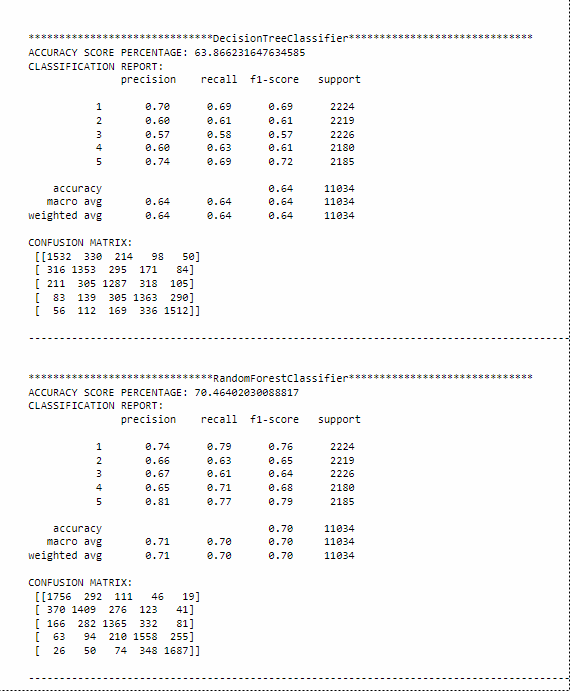 ******************************DecisionTreeClassifier******************************
ACCURACY SCORE PERCENTAGE: 63.866231647634585
CLASSIFICATION REPORT:
precision recall f1-score support
1 0.70 0.69 0.69 2224
2 0.60 0.61 0.61 2219
3 0.57 0.58 0.57 2226
4 0.60 0.63 0.61 2180
5 0.74 0.69 0.72 2185
accuracy 0.64 11034
macro avg 0.64 0.64 0.64 11034
weighted avg 0.64 0.64 0.64 11034
CONFUSION MATRIX:
[[1532 330 214 98 50]
[ 316 1353 295 171 84]
[ 211 305 1287 318 105]
[ 83 139 305 1363 290]
[ 56 112 169 336 1512]]
----------------------------------------------------------------------------------------
******************************RandomForestClassifier******************************
ACCURACY SCORE PERCENTAGE: 70.46402030088817
CLASSIFICATION REPORT:
precision recall f1-score support
1 0.74 0.79 0.76 2224
2 0.66 0.63 0.65 2219
3 0.67 0.61 0.64 2226
4 0.65 0.71 0.68 2180
5 0.81 0.77 0.79 2185
accuracy 0.70 11034
macro avg 0.71 0.70 0.70 11034
weighted avg 0.71 0.70 0.70 11034
CONFUSION MATRIX:
[[1756 292 111 46 19]
[ 370 1409 276 123 41]
[ 166 282 1365 332 81]
[ 63 94 210 1558 255]
[ 26 50 74 348 1687]]
----------------------------------------------------------------------------------------